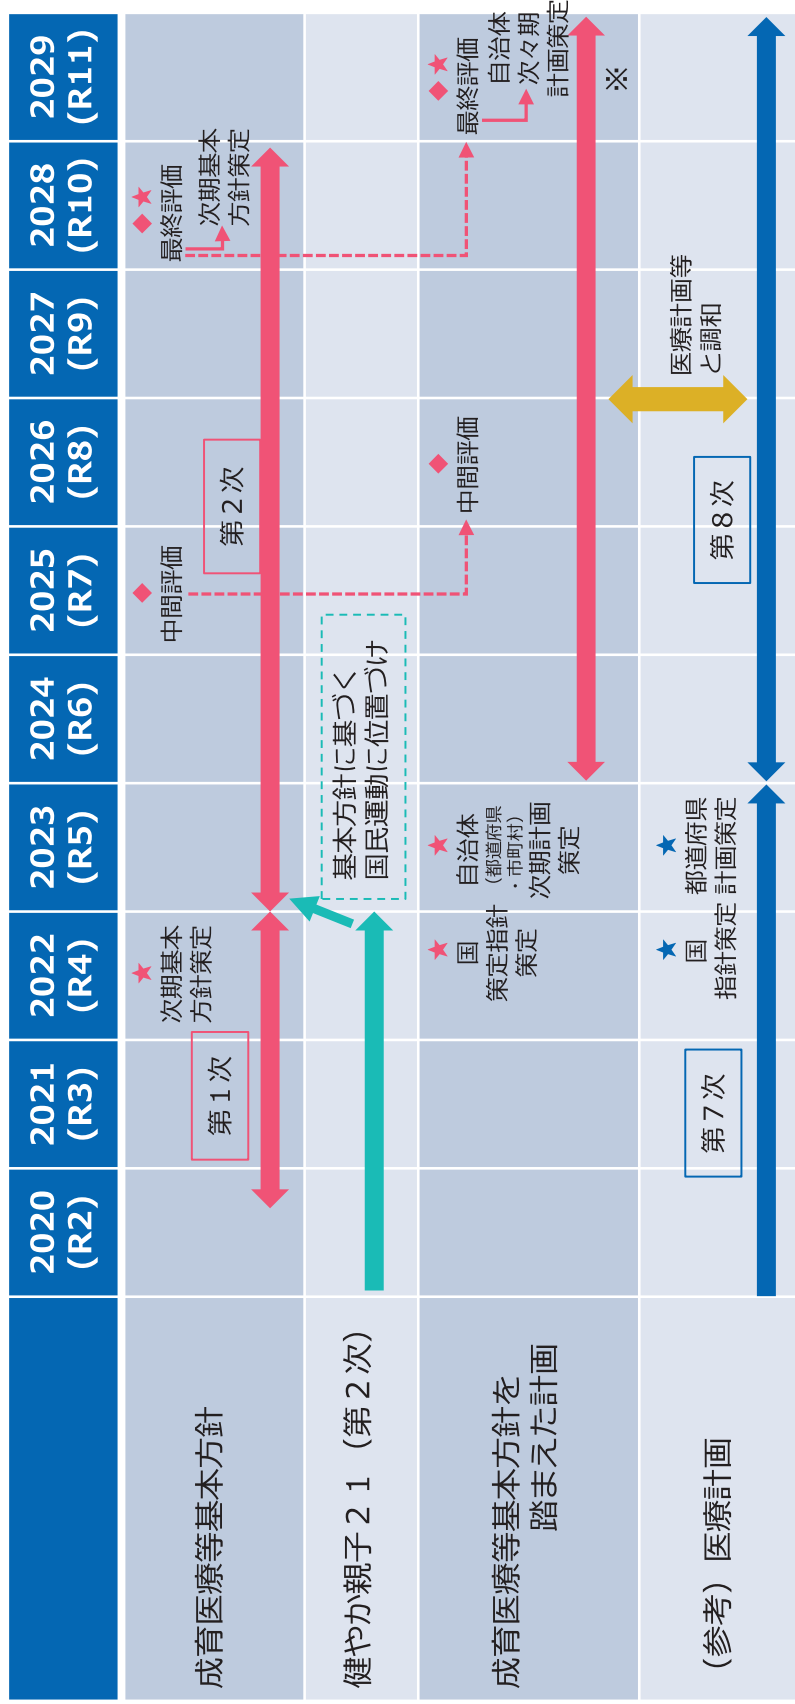 2020
(R2)
2021
(R3)
2022
(R4)
2023
(R5)
2024
(R6)
2025
(R7)
2026
(R8)
2027
(R9)
2028
(R10)
2029
(R11)
成育医療等基本方針
第１次
★
次期基本
方針策定
第２次
◆
中間評価
◆★
最終評価
次期基本
方針策定
健やか親子２１（第２次）
基本方針に基づく
国民運動に位置づけ
成育医療等基本方針を
踏まえた計画
★
国
策定指針
策定
★
自治体
（都道府県
・市町村）
次期計画
策定
◆
中間評価
◆★
最終評価
自治体
次々期
計画策定
※
医療計画等
と調和
（参考）医療計画
第７次
★
国
指針策定
★
都道府県
計画策定
第８次